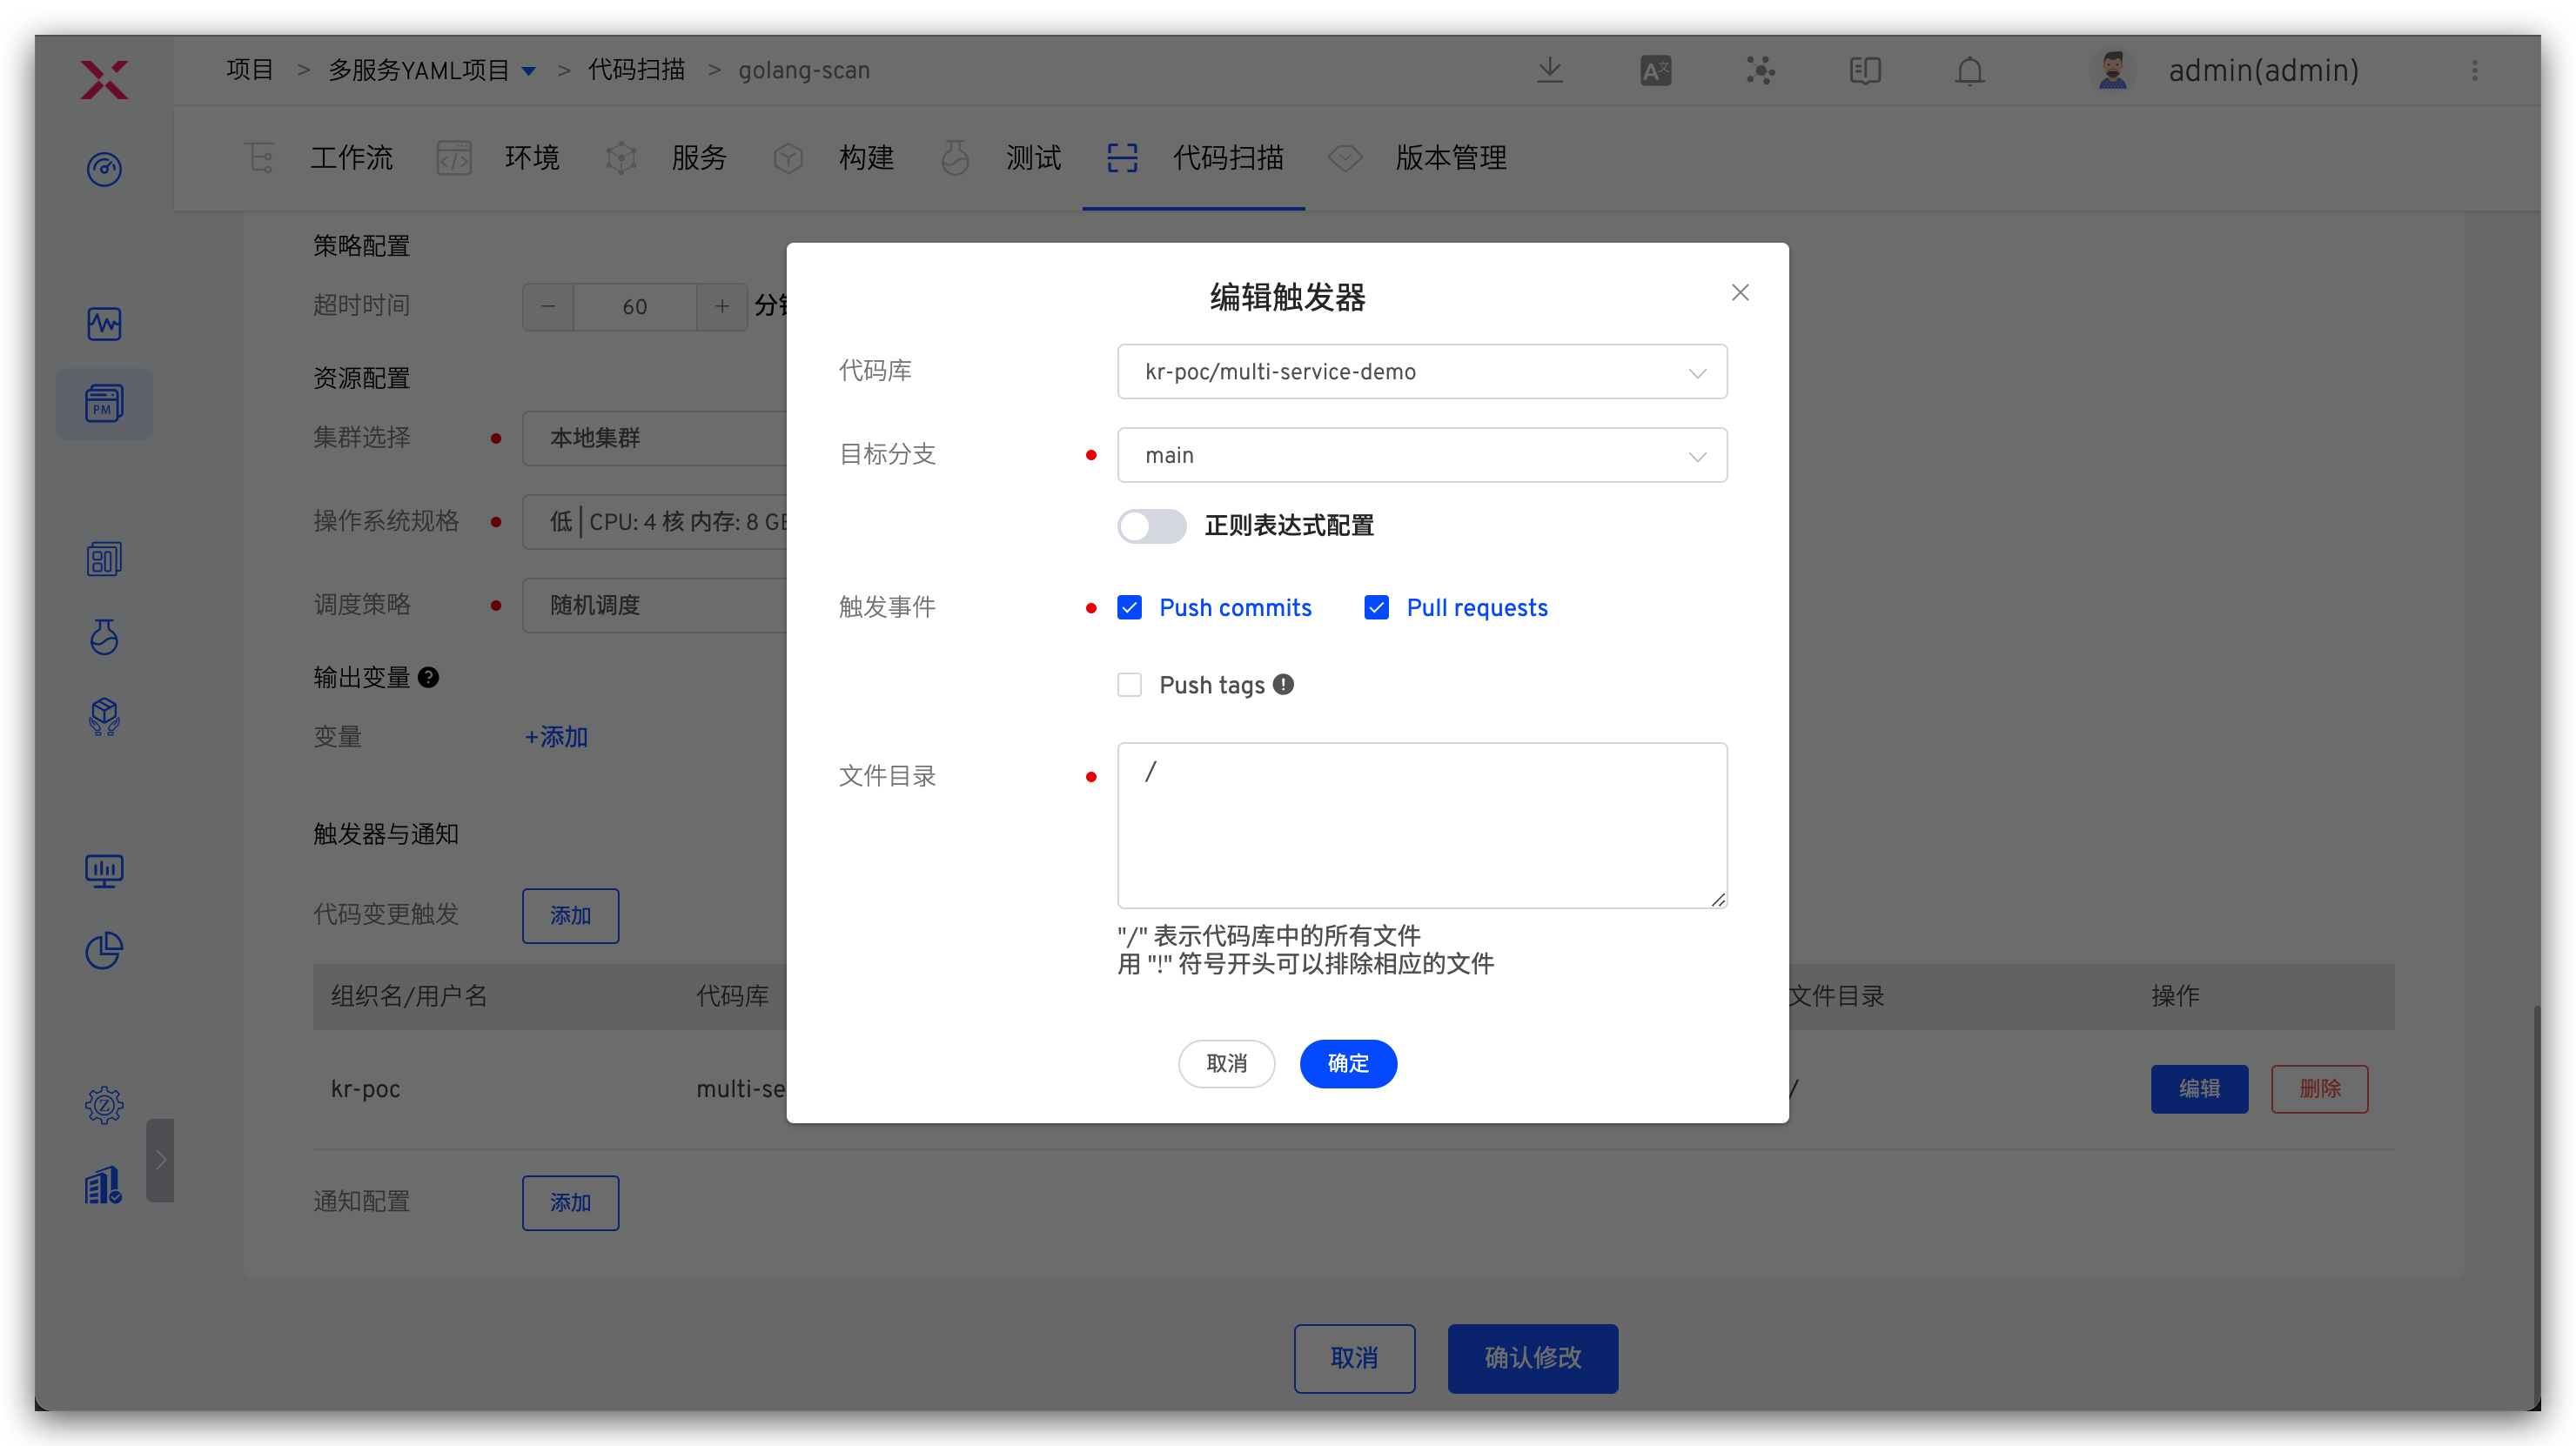 项目 > 多服务YAML项目 > 代码扫描 > golang-scan
A文
admin(admin)
工作流 环境 服务 构建 测试 代码扫描 版本管理
PM
策略配置
超时时间 60
资源配置
集群选择 本地集群
操作系统规格 低 | CPU: 4 核 内存: 8
调度策略 随机调度
输出变量
变量 +添加
触发器与通知
代码变更触发 添加
组织名/用户名 代码库 文件目录 操作
kr-poc multi-se / 编辑 删除
通知配置 添加
取消 确认修改
编辑触发器
代码库 kr-poc/multi-service-demo
目标分支 main
正则表达式配置
触发事件 Push commits Pull requests
Push tags
文件目录 /
"/" 表示代码库中的所有文件
用 "!" 符号开头可以排除相应的文件
取消 确定